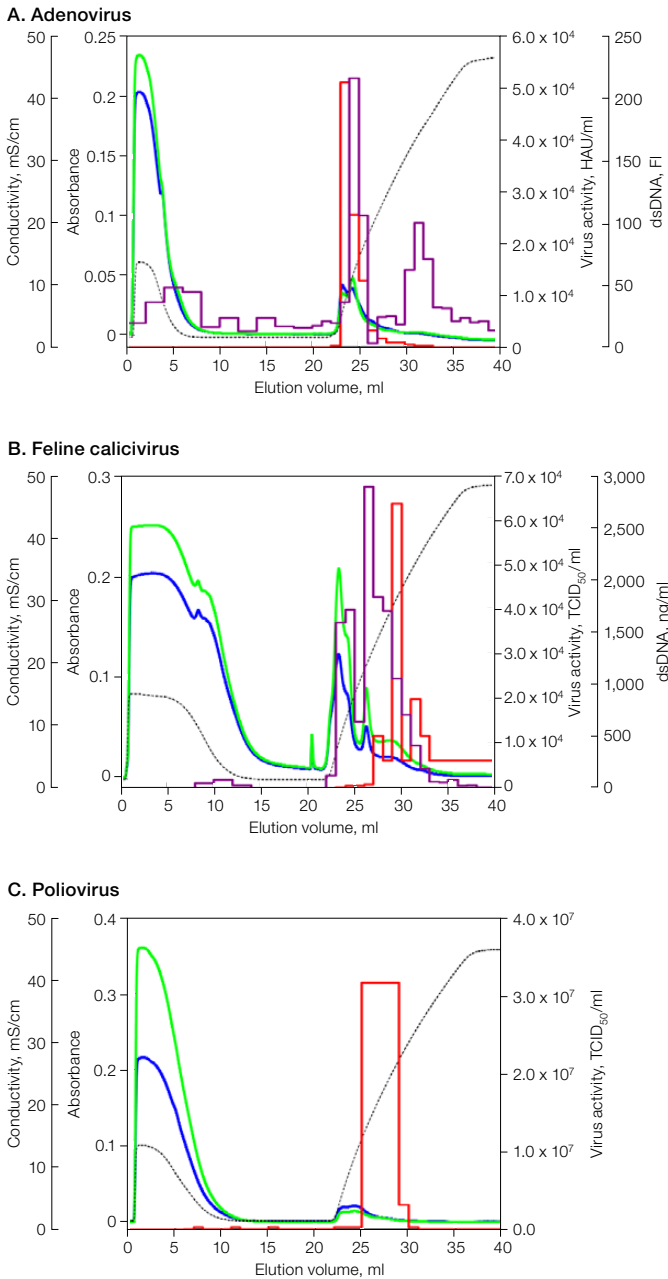 A. Adenovirus
50
40
30
20
10
0
Conductivity, mS/cm
0.25
0.2
0.15
0.1
0.05
0
Absorbance
6.0 x 10⁴
5.0 x 10⁴
4.0 x 10⁴
3.0 x 10⁴
2.0 x 10⁴
1.0 x 10⁴
0
Virus activity, HAU/ml
250
200
150
100
50
0
dsDNA, FI
0 5 10 15 20 25 30 35 40
Elution volume, ml
B. Feline calicivirus
50
40
30
20
10
0
Conductivity, mS/cm
0.3
0.2
0.1
0
Absorbance
7.0 x 10⁴
6.0 x 10⁴
5.0 x 10⁴
4.0 x 10⁴
3.0 x 10⁴
2.0 x 10⁴
1.0 x 10⁴
0
Virus activity, TCID₅₀/ml
3,000
2,500
2,000
1,500
1,000
500
0
dsDNA, ng/ml
0 5 10 15 20 25 30 35 40
Elution volume, ml
C. Poliovirus
50
40
30
20
10
0
Conductivity, mS/cm
0.4
0.3
0.2
0.1
0
Absorbance
4.0 x 10⁷
3.0 x 10⁷
2.0 x 10⁷
1.0 x 10⁷
0.0
Virus activity, TCID₅₀/ml
0 5 10 15 20 25 30 35 40
Elution volume, ml